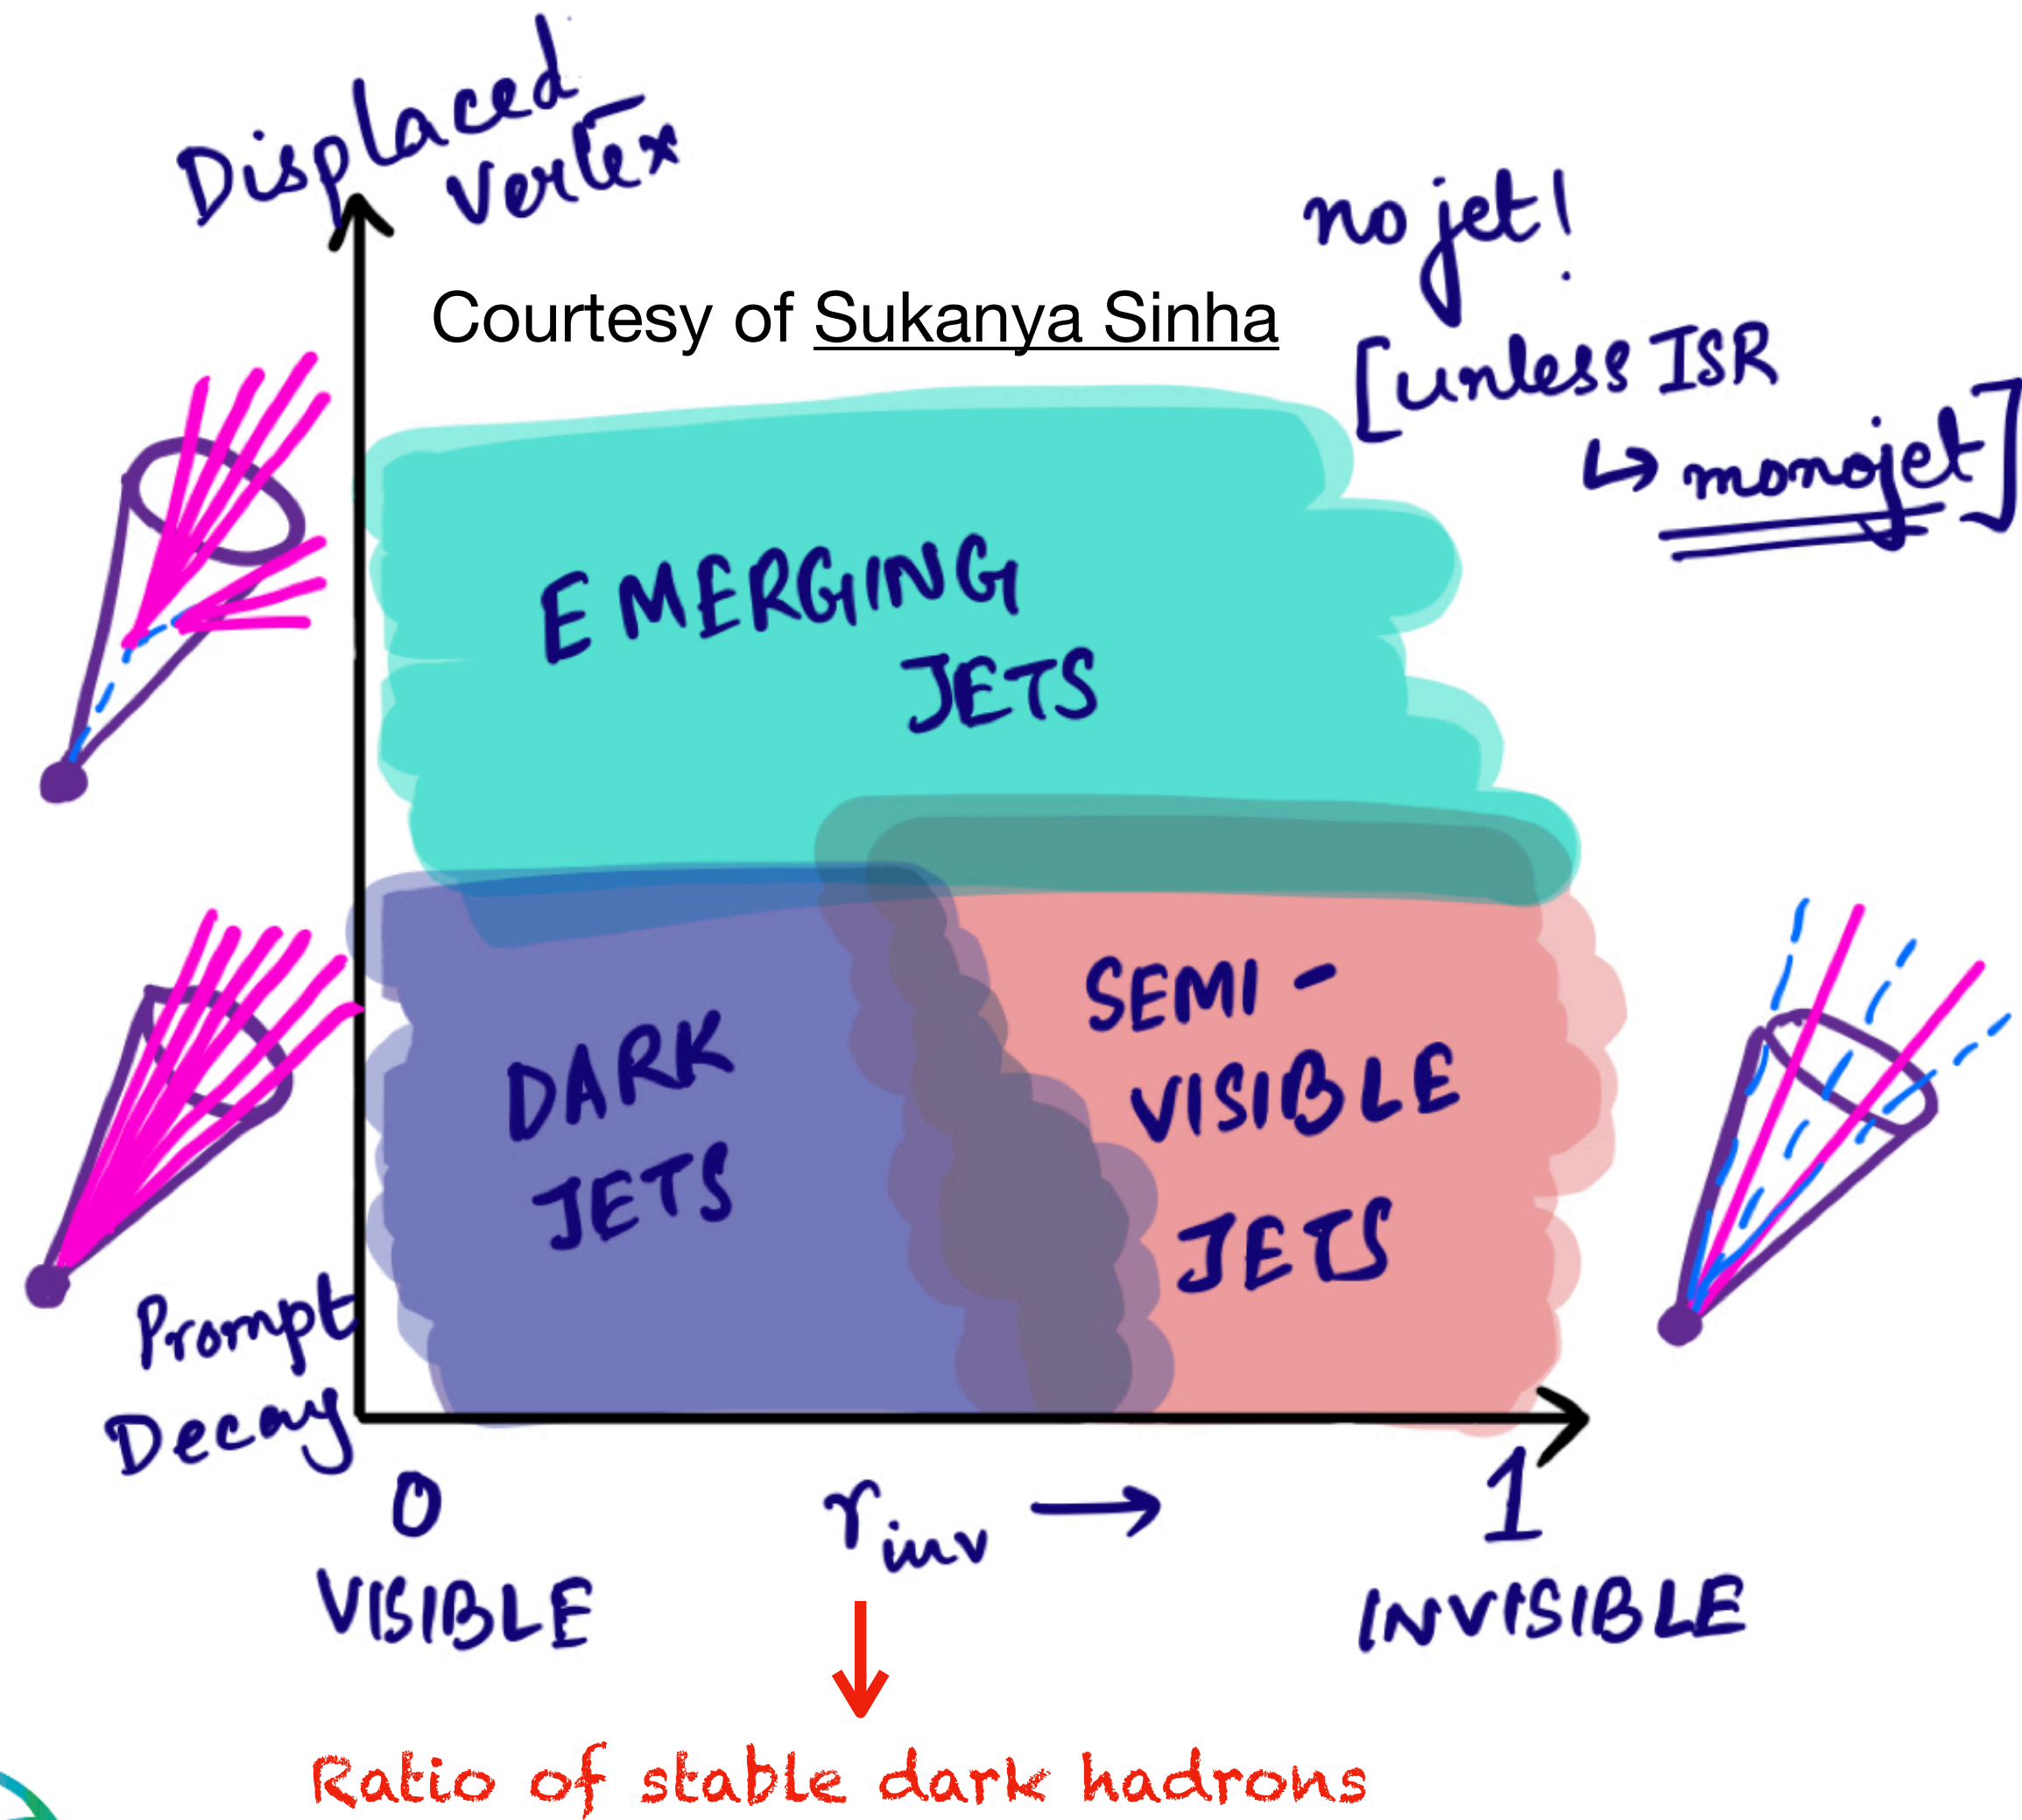 Displaced
Vertex
no jet!
Courtesy of Sukanya Sinha
[unless ISR
↳ monojet]
EMERGING
JETS
DARK
JETS
SEMI-
VISIBLE
JETS
Prompt
Decay
0
r_inv →
1
VISIBLE
INVISIBLE
Ratio of stable dark hadrons